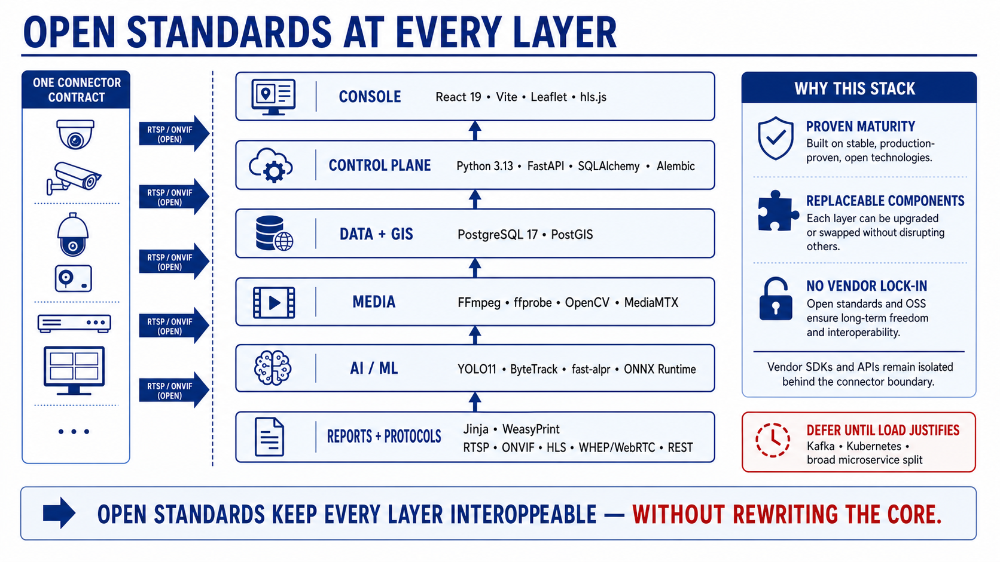 OPEN STANDARDS AT EVERY LAYER
ONE CONNECTOR
CONTRACT
RTSP / ONVIF
(OPEN)
RTSP / ONVIF
(OPEN)
RTSP / ONVIF
(OPEN)
RTSP / ONVIF
(OPEN)
RTSP / ONVIF
(OPEN)
CONSOLE
React 19 • Vite • Leaflet • hls.js
CONTROL PLANE
Python 3.13 • FastAPI • SQLAlchemy • Alembic
DATA + GIS
PostgreSQL 17 • PostGIS
MEDIA
FFmpeg • ffprobe • OpenCV • MediaMTX
AI / ML
YOLO11 • ByteTrack • fast-alpr • ONNX Runtime
REPORTS + PROTOCOLS
Jinja • WeasyPrint
RTSP • ONVIF • HLS • WHEP/WebRTC • REST
WHY THIS STACK
PROVEN MATURITY
Built on stable, production-
proven, open technologies.
REPLACEABLE COMPONENTS
Each layer can be upgraded
or swapped without disrupting
others.
NO VENDOR LOCK-IN
Open standards and OSS
ensure long-term freedom
and interoperability.
Vendor SDKs and APIs remain isolated
behind the connector boundary.
DEFER UNTIL LOAD JUSTIFIES
Kafka • Kubernetes •
broad microservice split
OPEN STANDARDS KEEP EVERY LAYER INTEROPPEABLE — WITHOUT REWRITING THE CORE.